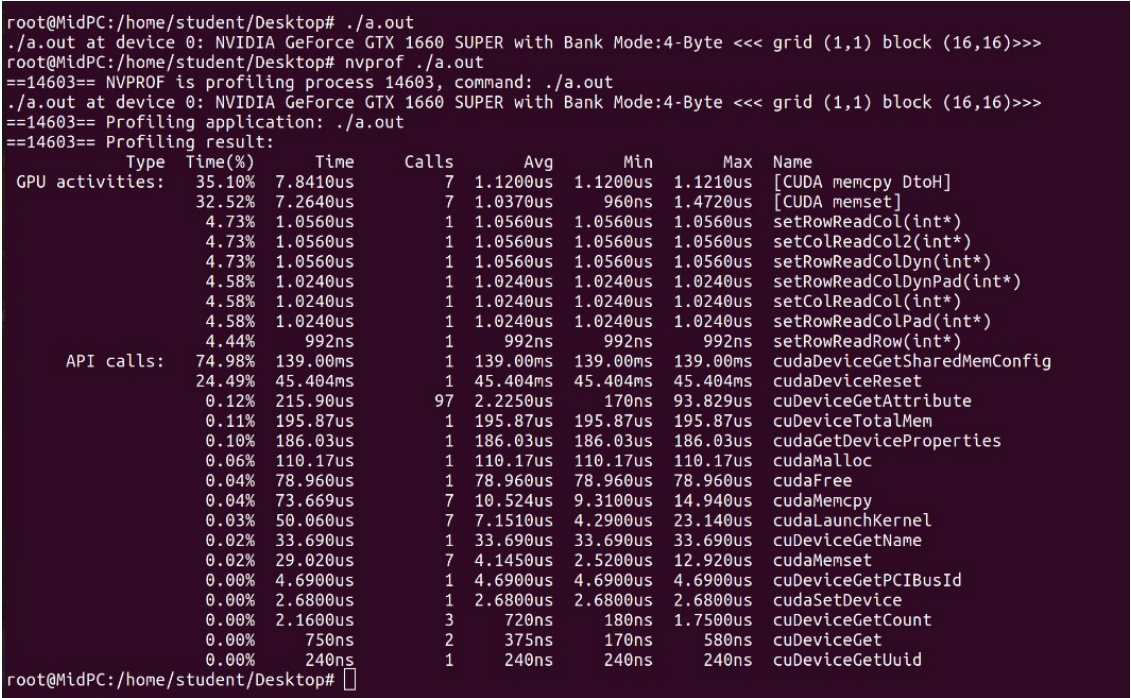 root@MidPC:/home/student/Desktop# ./a.out
./a.out at device 0: NVIDIA GeForce GTX 1660 SUPER with Bank Mode:4-Byte <<< grid (1,1) block (16,16)>>>
root@MidPC:/home/student/Desktop# nvprof ./a.out
==14603== NVPROF is profiling process 14603, command: ./a.out
./a.out at device 0: NVIDIA GeForce GTX 1660 SUPER with Bank Mode:4-Byte <<< grid (1,1) block (16,16)>>>
==14603== Profiling application: ./a.out
==14603== Profiling result:
Type Time(%) Time Calls Avg Min Max Name
GPU activities: 35.10% 7.8410us 7 1.1200us 1.1200us 1.1210us [CUDA memcpy DtoH]
32.52% 7.2640us 7 1.0370us 960ns 1.4720us [CUDA memset]
4.73% 1.0560us 1 1.0560us 1.0560us 1.0560us setRowReadCol(int*)
4.73% 1.0560us 1 1.0560us 1.0560us 1.0560us setColReadCol2(int*)
4.73% 1.0560us 1 1.0560us 1.0560us 1.0560us setRowReadColDyn(int*)
4.58% 1.0240us 1 1.0240us 1.0240us 1.0240us setRowReadColDynPad(int*)
4.58% 1.0240us 1 1.0240us 1.0240us 1.0240us setColReadCol(int*)
4.58% 1.0240us 1 1.0240us 1.0240us 1.0240us setRowReadColPad(int*)
4.44% 992ns 1 992ns 992ns 992ns setRowReadRow(int*)
API calls: 74.98% 139.00ms 1 139.00ms 139.00ms 139.00ms cudaDeviceGetSharedMemConfig
24.49% 45.404ms 1 45.404ms 45.404ms 45.404ms cudaDeviceReset
0.12% 215.90us 97 2.2250us 170ns 93.829us cuDeviceGetAttribute
0.11% 195.87us 1 195.87us 195.87us 195.87us cuDeviceTotalMem
0.10% 186.03us 1 186.03us 186.03us 186.03us cudaGetDeviceProperties
0.06% 110.17us 1 110.17us 110.17us 110.17us cudaMalloc
0.04% 78.960us 1 78.960us 78.960us 78.960us cudaFree
0.04% 73.669us 7 10.524us 9.3100us 14.940us cudaMemcpy
0.03% 50.060us 7 7.1510us 4.2900us 23.140us cudaLaunchKernel
0.02% 33.690us 1 33.690us 33.690us 33.690us cuDeviceGetName
0.02% 29.020us 7 4.1450us 2.5200us 12.920us cudaMemset
0.00% 4.6900us 1 4.6900us 4.6900us 4.6900us cuDeviceGetPCIBusId
0.00% 2.6800us 1 2.6800us 2.6800us 2.6800us cudaSetDevice
0.00% 2.1600us 3 720ns 180ns 1.7500us cuDeviceGetCount
0.00% 750ns 2 375ns 170ns 580ns cuDeviceGet
0.00% 240ns 1 240ns 240ns 240ns cuDeviceGetUuid
root@MidPC:/home/student/Desktop#